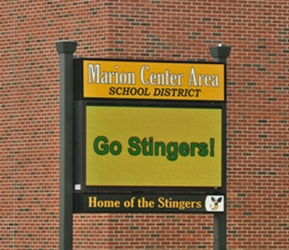 Marion Center Area
SCHOOL DISTRICT
Go Stingers!
Home of the Stingers